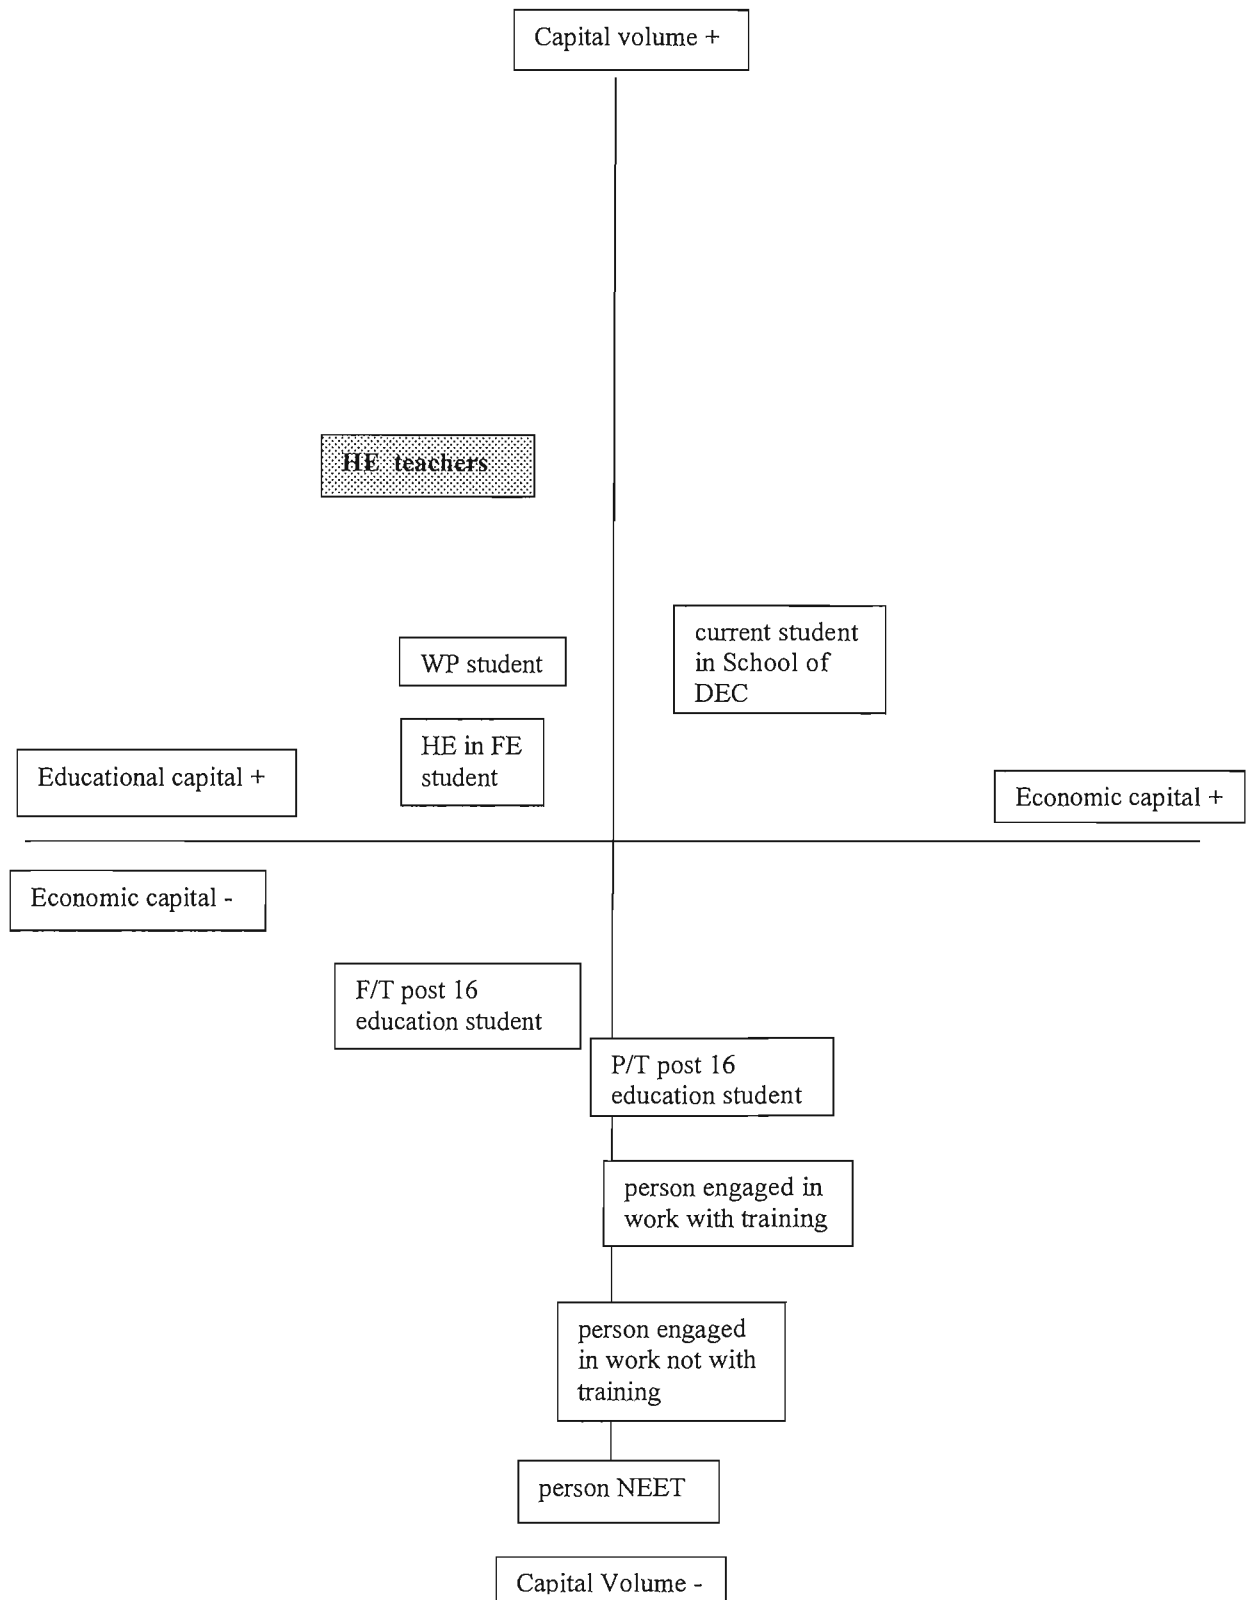 Capital volume +
HE teachers
current student
in School of
DEC
WP student
HE in FE
student
Educational capital +
Economic capital +
Economic capital -
F/T post 16
education student
P/T post 16
education student
person engaged in
work with training
person engaged
in work not with
training
person NEET
Capital Volume -